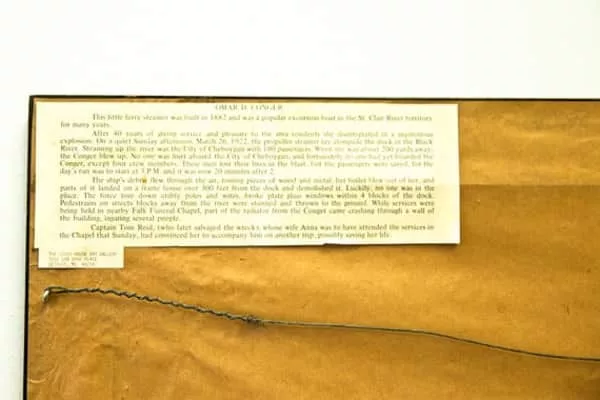 OMAR D. CONGER
This little ferry steamer was built in 1882 and was a popular excursion boat in the St. Clair River territory
for many years.
After 40 years of giving service and pleasure to the area residents she disintegrated in a
explosion. On a quiet Sunday afternoon, March 26, 1922, the propeller steamer lay alongside the dock in the Black
River. Steaming up the river was the City of Cheboygan with 100 passengers. When she was about 200 yards away,
the Conger blew up. No one was hurt aboard the City of Cheboygan, and fortunately no one had yet boarded the
Conger, except four crew members. These men lost their lives in the blast, but the passengers were saved, for the
day's run was to start at 3 P.M. and it was now 20 minutes after 2.
The ship's debris flew through the air, tossing pieces of wood and metal, her boiler blew out of her, and
parts of it landed on a frame house over 300 feet from the dock and demolished it. Luckily, no one was in the
place. The force tore down utility poles and wires, broke plate glass windows within 4 blocks of the dock.
Pedestrians on streets blocks away from the river were stunned and thrown to the ground. While services were
being held in nearby Falk Funeral Chapel, part of the radiator from the Conger came crashing through a wall of
the building, injuring several people.
Captain Tom Reid, (who later salvaged the wreck), whose wife Anna was to have attended the services in
the Chapel that Sunday, had convinced her to accompany him on another trip, possibly saving her life.